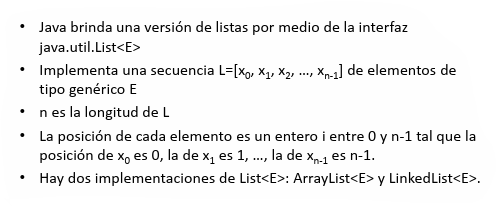 • Java brinda una versión de listas por medio de la interfaz
java.util.List<E>
• Implementa una secuencia L=[x₀, x₁, x₂, ..., xₙ₋₁] de elementos de
tipo genérico E
• n es la longitud de L
• La posición de cada elemento es un entero i entre 0 y n-1 tal que la
posición de x₀ es 0, la de x₁ es 1, ..., la de xₙ₋₁ es n-1.
• Hay dos implementaciones de List<E>: ArrayList<E> y LinkedList<E>.